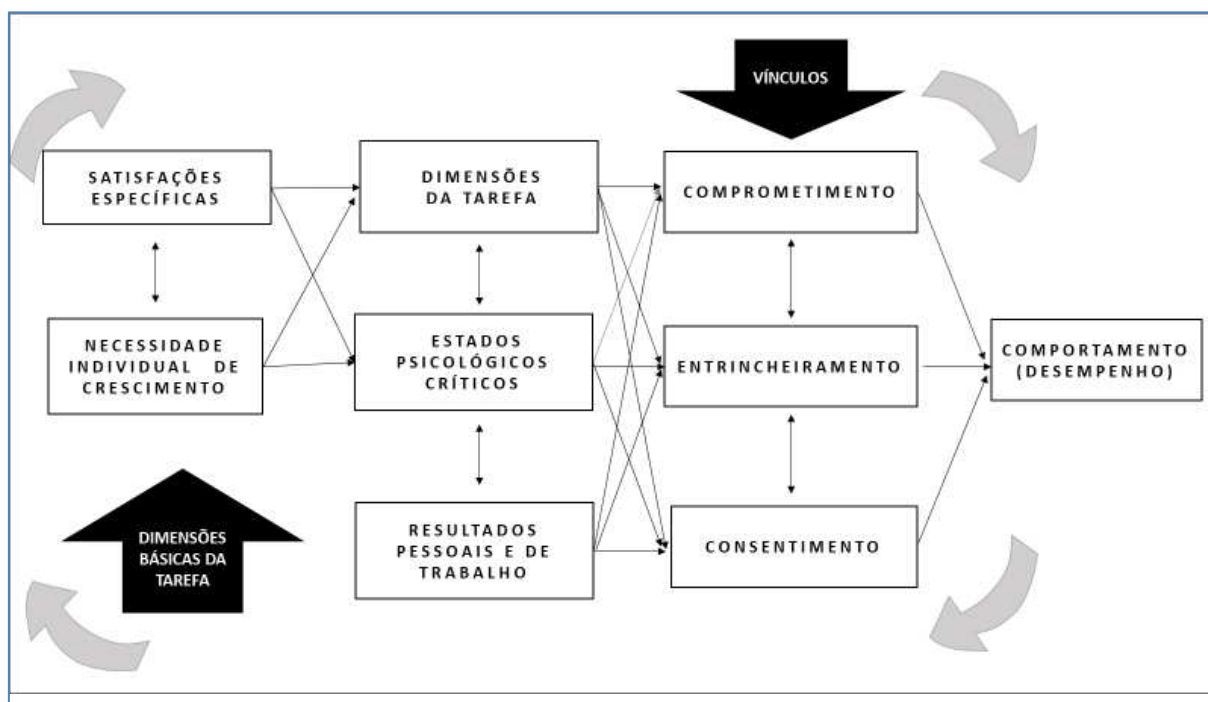 VÍNCULOS
SATISFAÇÕES
ESPECÍFICAS
DIMENSÕES
DA TAREFA
COMPROMETIMENTO
NECESSIDADE
INDIVIDUAL DE
CRESCIMENTO
ESTADOS
PSICOLÓGICOS
CRÍTICOS
ENTRINCHEIRAMENTO
COMPORTAMENTO
(DESEMPENHO)
DIMENSÕES
BÁSICAS DA
TAREFA
RESULTADOS
PESSOAIS E DE
TRABALHO
CONSENTIMENTO